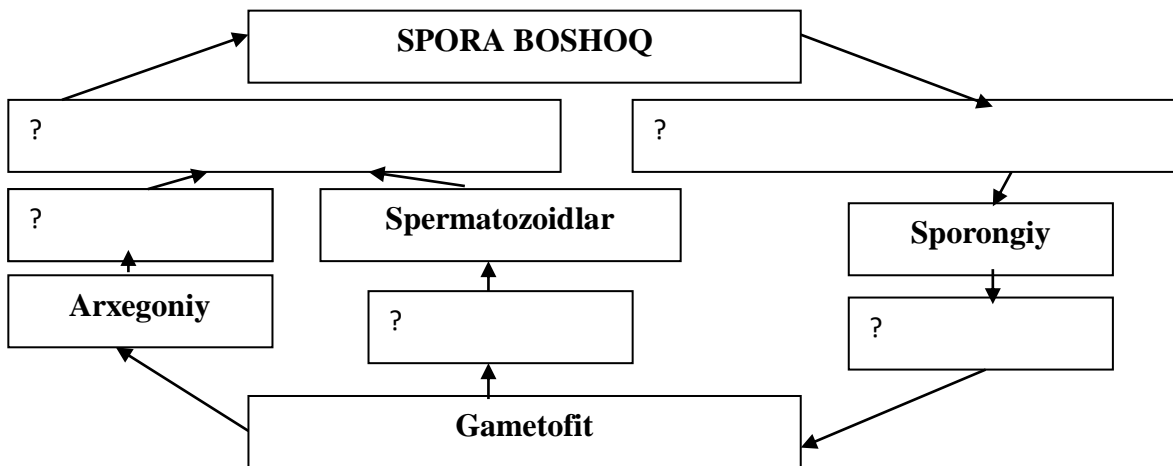 SPORA BOSHOQ
?
?
?
Spermatozoidlar
Sporongiy
Arxegoniy
?
?
Gametofit